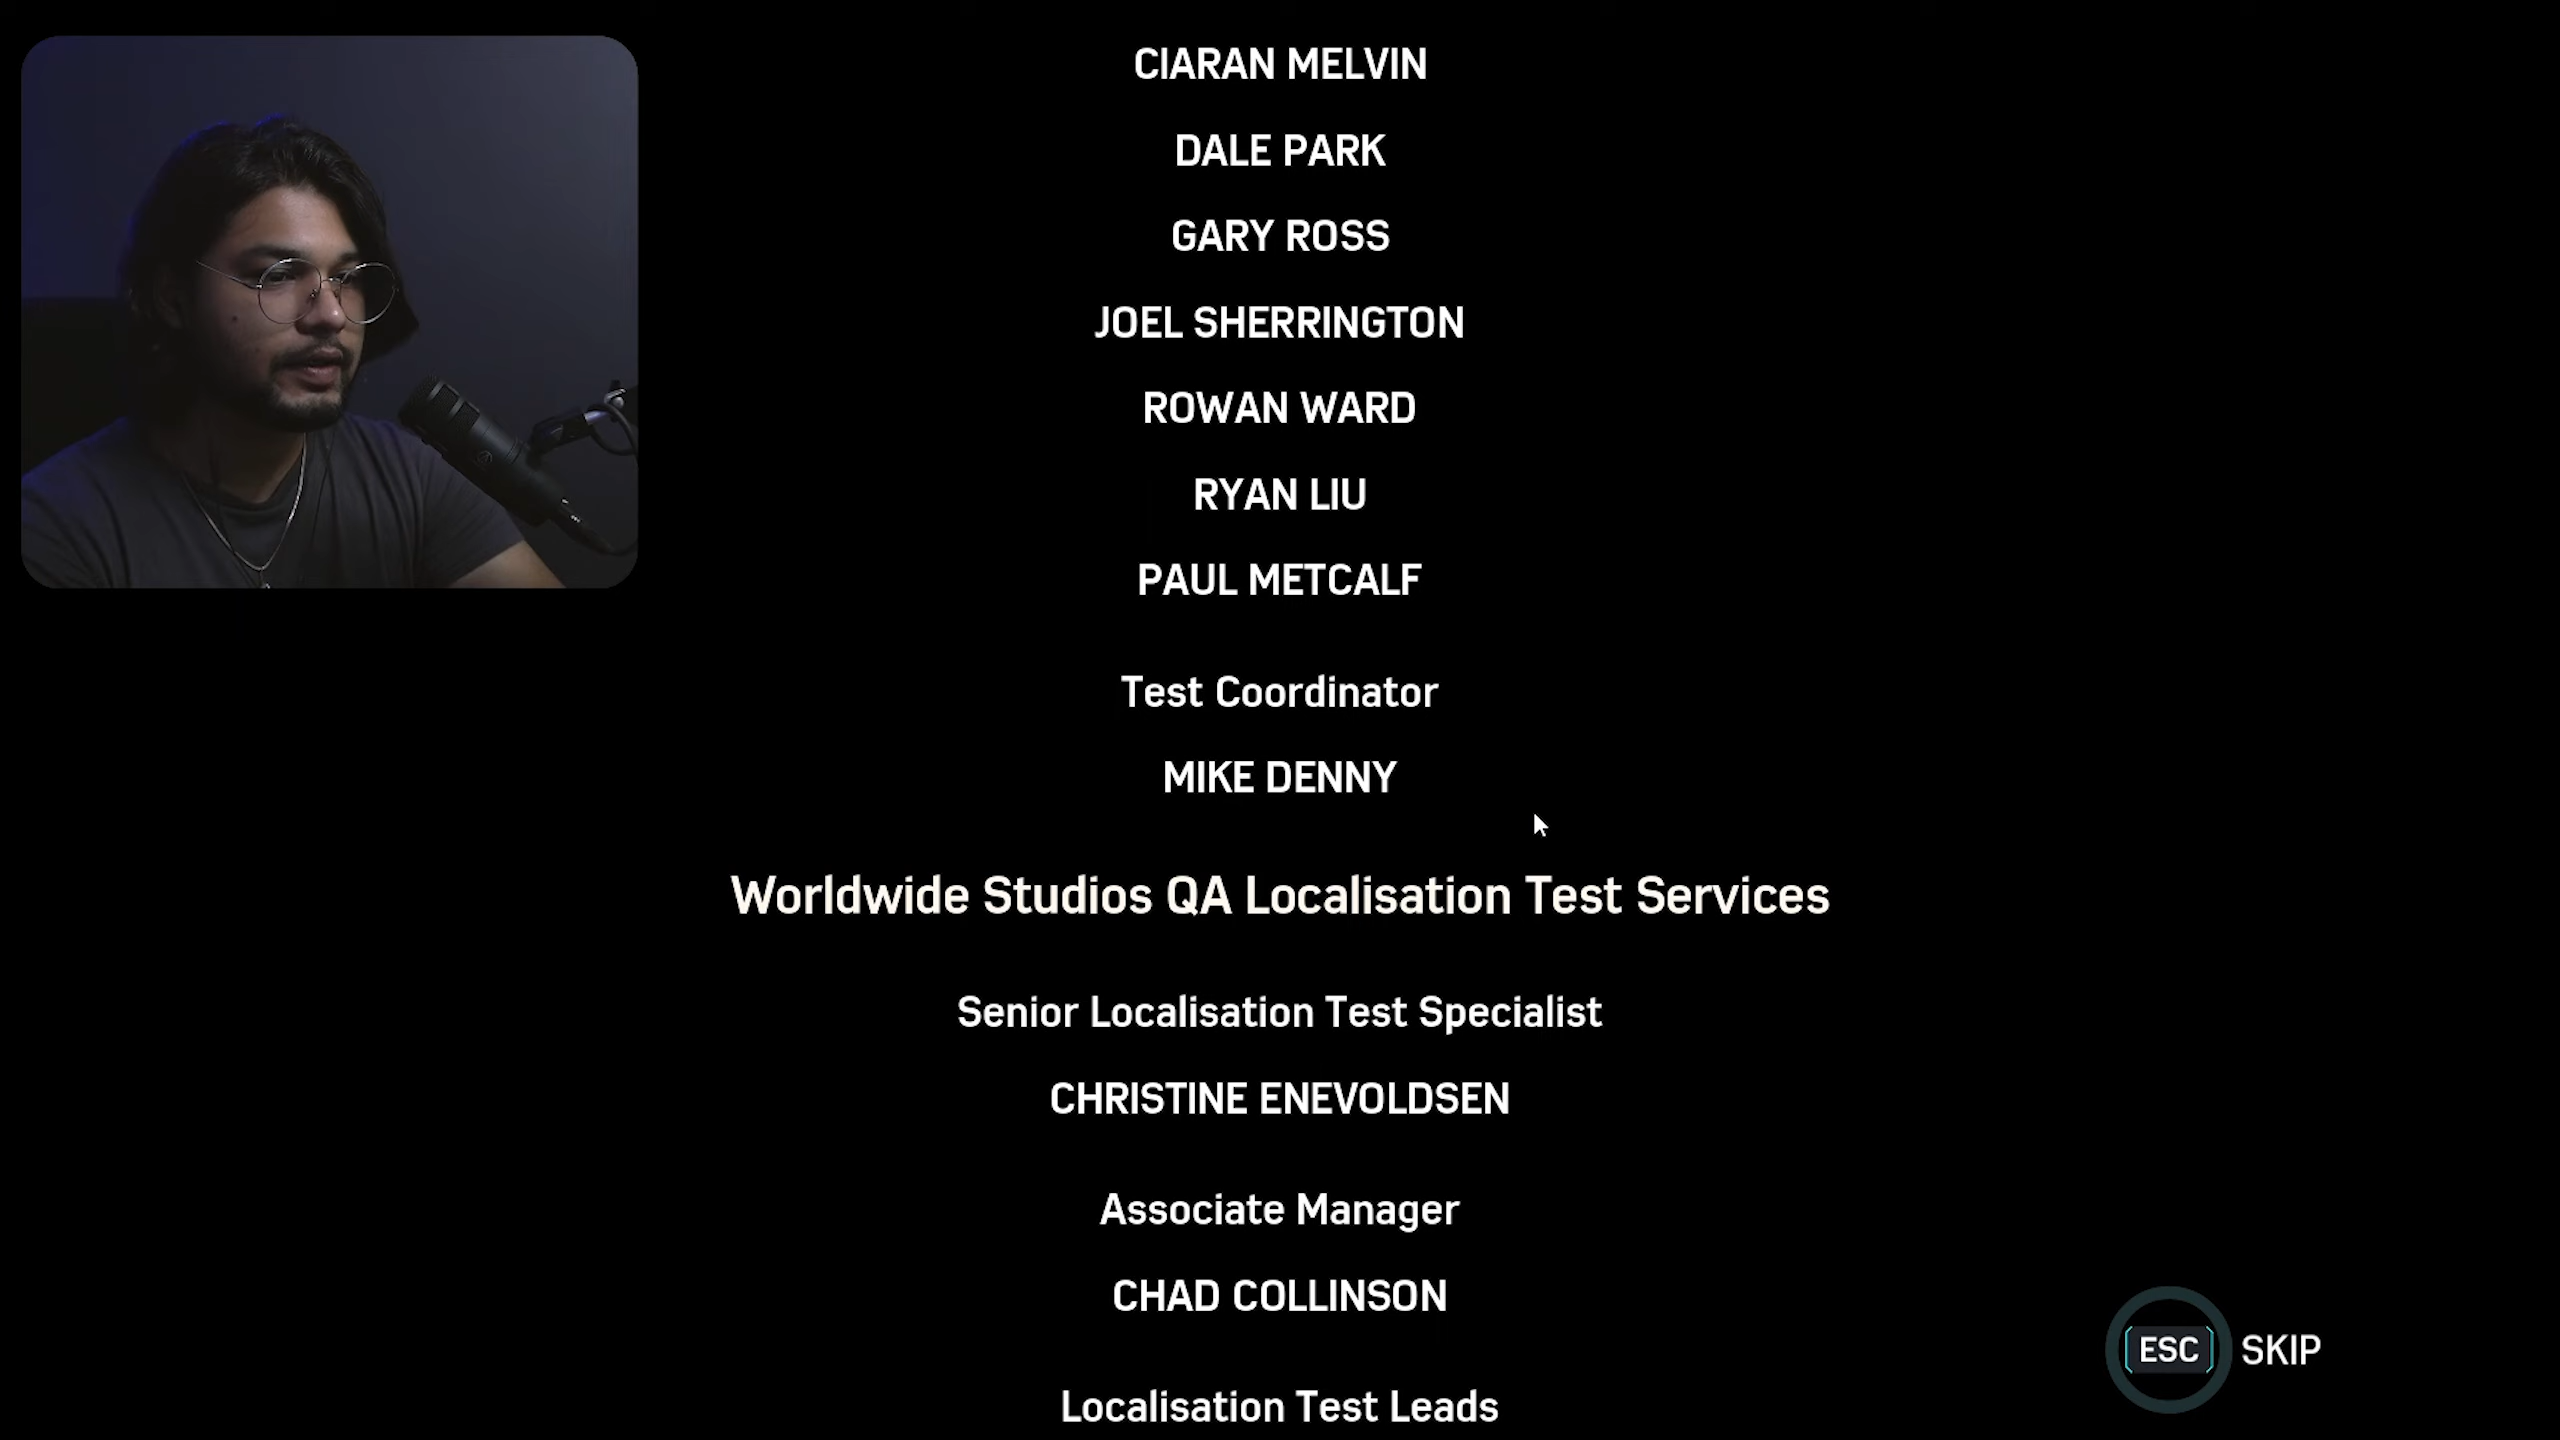 CIARAN MELVIN
DALE PARK
GARY ROSS
JOEL SHERRINGTON
ROWAN WARD
RYAN LIU
PAUL METCALF
Test Coordinator
MIKE DENNY
Worldwide Studios QA Localisation Test Services
Senior Localisation Test Specialist
CHRISTINE ENEVOLDSEN
Associate Manager
CHAD COLLINSON
Localisation Test Leads
ESC SKIP